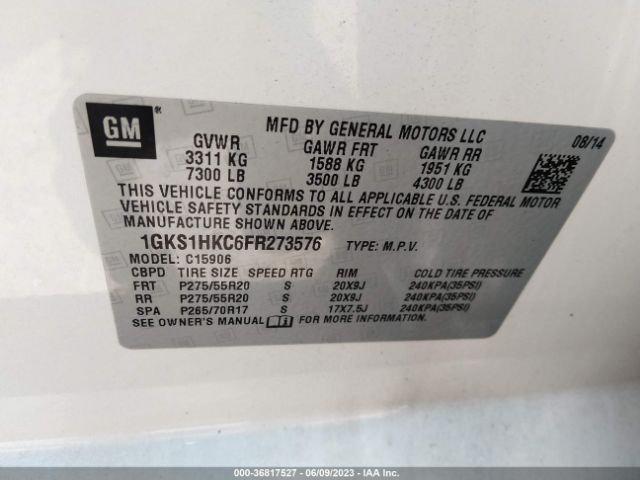 GM ®
MFD BY GENERAL MOTORS LLC
08/14
GVWR GAWR FRT GAWR RR
3311 KG 1588 KG 1951 KG
7300 LB 3500 LB 4300 LB
THIS VEHICLE CONFORMS TO ALL APPLICABLE U.S. FEDERAL MOTOR
VEHICLE SAFETY STANDARDS IN EFFECT ON THE DATE OF
MANUFACTURE SHOWN ABOVE.
1GKS1HKC6FR273576 TYPE: M.P.V.
MODEL: C15906
CBPD TIRE SIZE SPEED RTG RIM COLD TIRE PRESSURE
FRT P275/55R20 S 20X9J 240KPA(35PSI)
RR P275/55R20 S 20X9J 240KPA(35PSI)
SPA P265/70R17 S 17X7.5J 240KPA(35PSI)
SEE OWNER'S MANUAL FOR MORE INFORMATION.
000-36817527 - 06/09/2023 - IAA Inc.